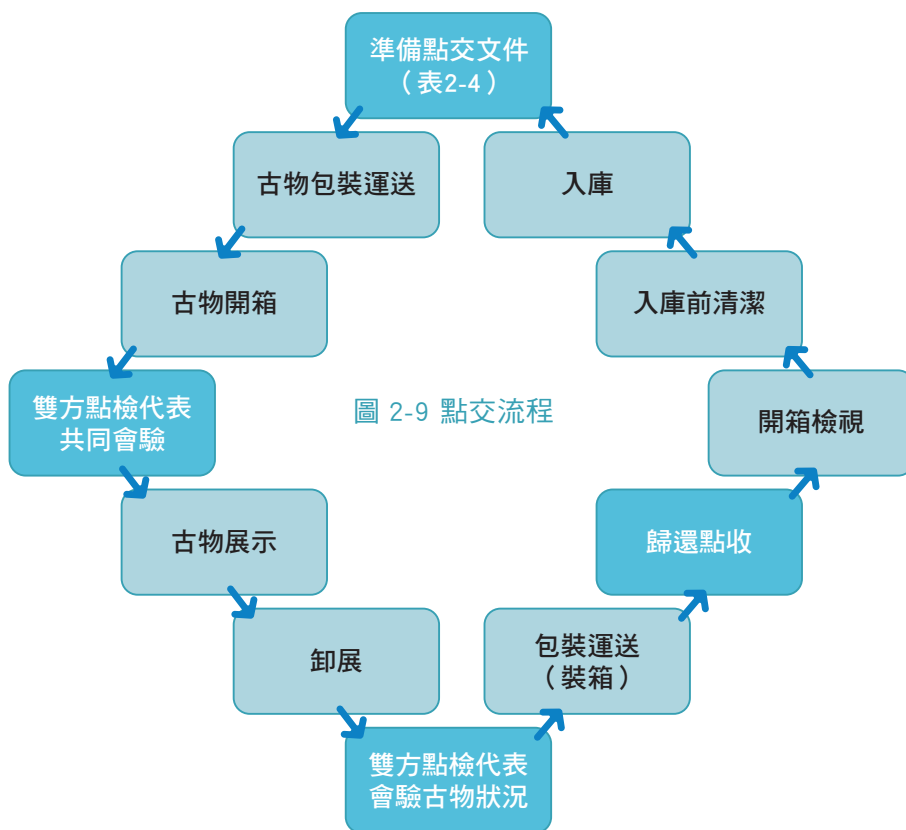 準備點交文件
（表2-4）
古物包裝運送
古物開箱
雙方點檢代表
共同會驗
古物展示
卸展
雙方點檢代表
會驗古物狀況
包裝運送
（裝箱）
歸還點收
開箱檢視
入庫前清潔
入庫
圖 2-9 點交流程